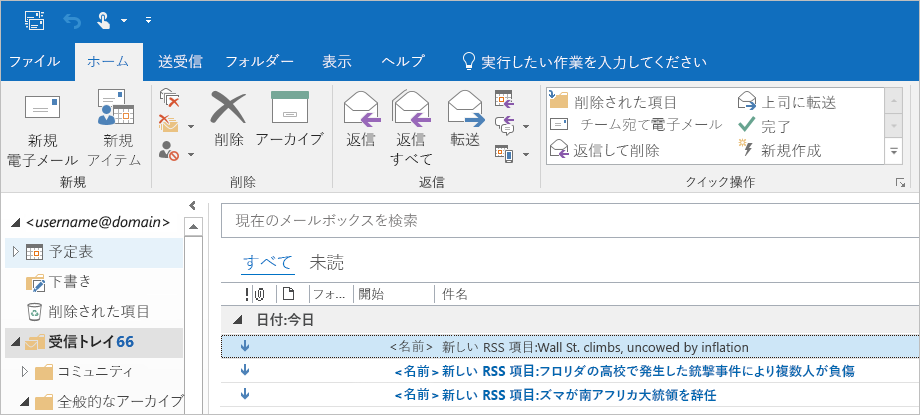 ファイル ホーム 送受信 フォルダー 表示 ヘルプ 実行したい作業を入力してください
新規
電子メール
新規
アイテム
新規
削除
アーカイブ
削除
返信
返信
すべて
転送
返信
削除された項目
チーム宛て電子メール
返信して削除
上司に転送
完了
新規作成
クイック操作
<username@domain>
予定表
下書き
削除された項目
受信トレイ66
コミュニティ
全般的なアーカイブ
現在のメールボックスを検索
すべて 未読
! フォ... 開始 件名
日付:今日
<名前> 新しい RSS 項目:Wall St. climbs, uncowed by inflation
<名前> 新しい RSS 項目:フロリダの高校で発生した銃撃事件により複数人が負傷
<名前> 新しい RSS 項目:ズマが南アフリカ大統領を辞任